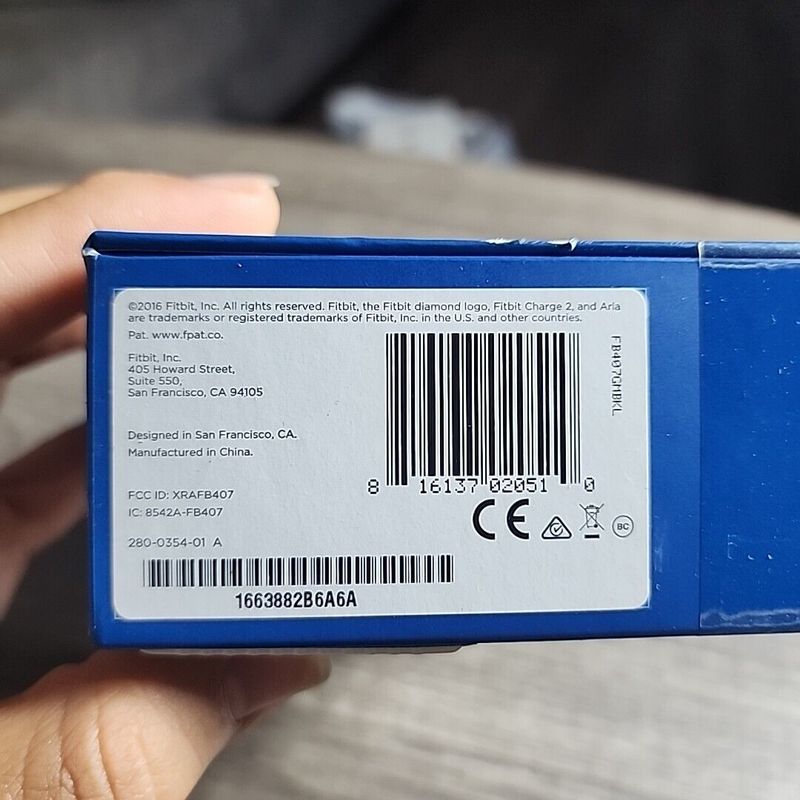 ©2016 Fitbit, Inc. All rights reserved. Fitbit, the Fitbit diamond logo, Fitbit Charge 2, and Aria
are trademarks or registered trademarks of Fitbit, Inc. in the U.S. and other countries.
Pat. www.fpat.co.
Fitbit, Inc.
405 Howard Street,
Suite 550,
San Francisco, CA 94105
Designed in San Francisco, CA.
Manufactured in China.
FCC ID: XRAFB407
IC: 8542A-FB407
280-0354-01 A
1663882B6A6A
FB407GMBKL
8 16137 02051 0
CE
BC